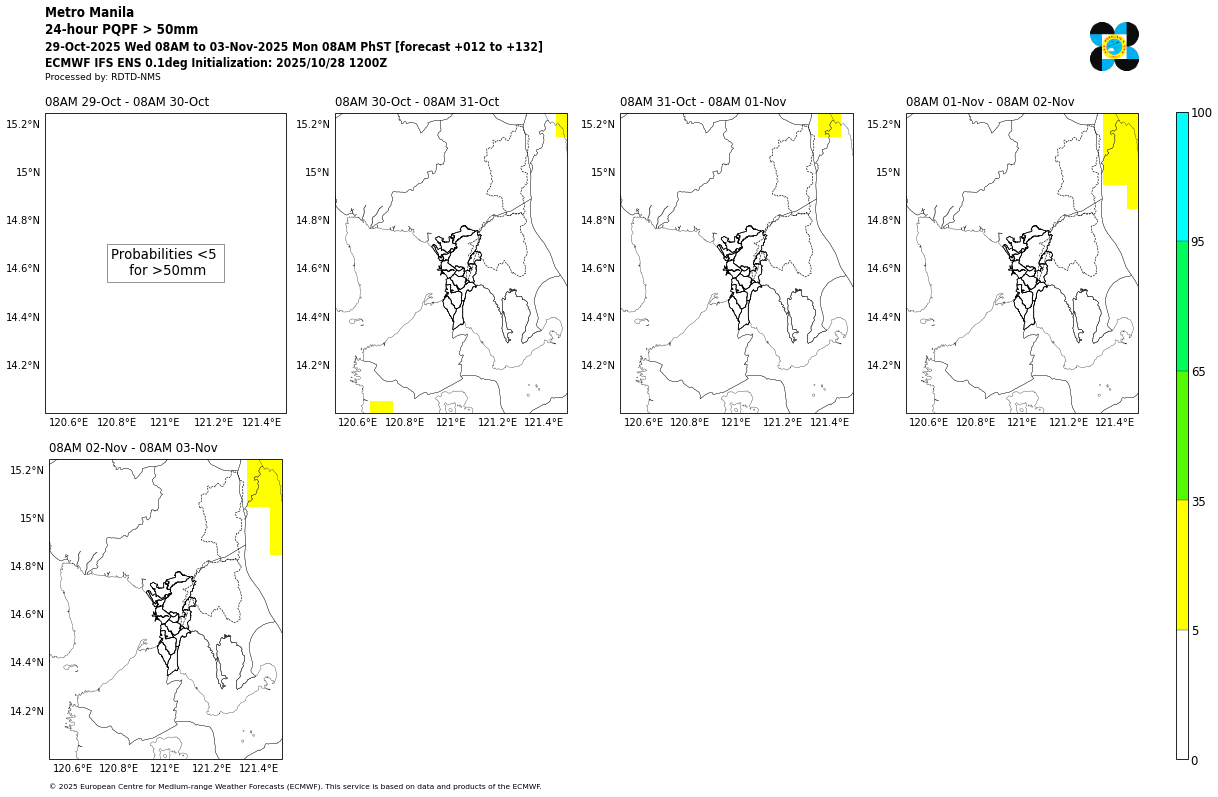 Metro Manila
24-hour PQPF > 50mm
29-Oct-2025 Wed 08AM to 03-Nov-2025 Mon 08AM PhST [forecast +012 to +132]
ECMWF IFS ENS 0.1deg Initialization: 2025/10/28 1200Z
Processed by: RDTD-NMS
08AM 29-Oct - 08AM 30-Oct
15.2°N
15°N
14.8°N
14.6°N
14.4°N
14.2°N
Probabilities <5
for >50mm
120.6°E 120.8°E 121°E 121.2°E 121.4°E
08AM 30-Oct - 08AM 31-Oct
15.2°N
15°N
14.8°N
14.6°N
14.4°N
14.2°N
120.6°E 120.8°E 121°E 121.2°E 121.4°E
08AM 31-Oct - 08AM 01-Nov
15.2°N
15°N
14.8°N
14.6°N
14.4°N
14.2°N
120.6°E 120.8°E 121°E 121.2°E 121.4°E
08AM 01-Nov - 08AM 02-Nov
15.2°N
15°N
14.8°N
14.6°N
14.4°N
14.2°N
120.6°E 120.8°E 121°E 121.2°E 121.4°E
100
95
65
35
5
0
08AM 02-Nov - 08AM 03-Nov
15.2°N
15°N
14.8°N
14.6°N
14.4°N
14.2°N
120.6°E 120.8°E 121°E 121.2°E 121.4°E
© 2025 European Centre for Medium-range Weather Forecasts (ECMWF). This service is based on data and products of the ECMWF.